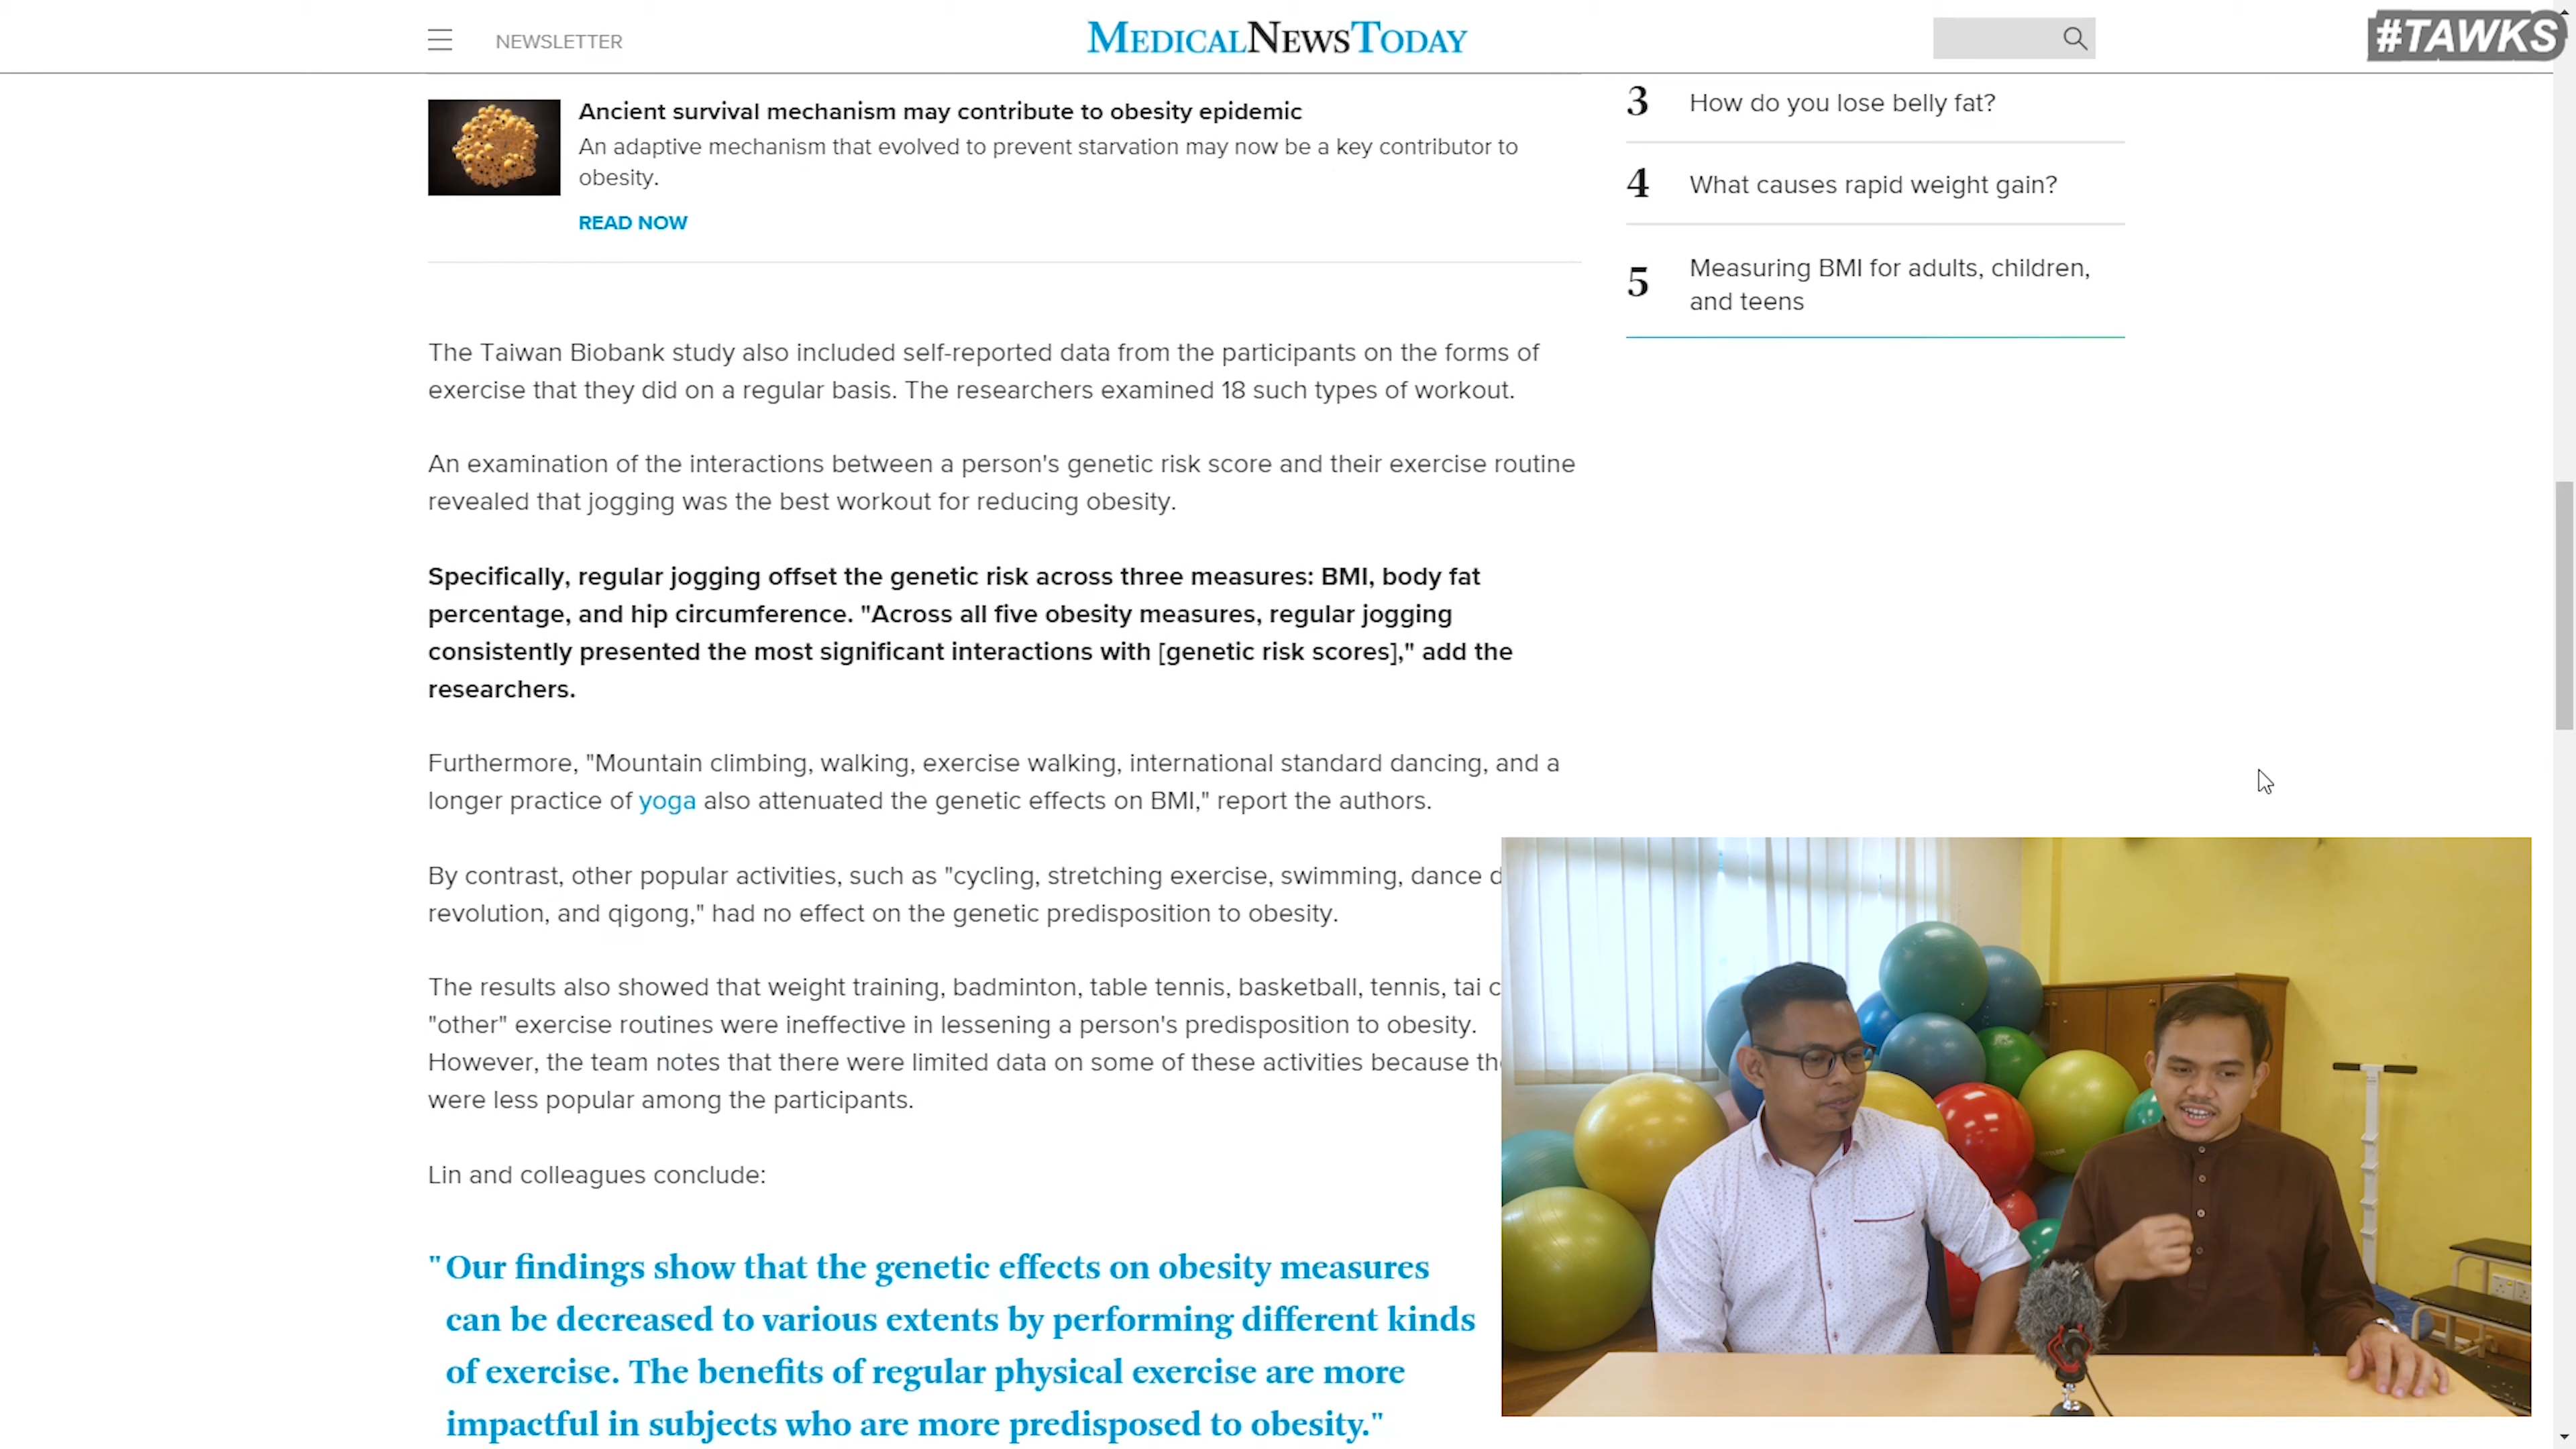 NEWSLETTER
MEDICALNEWSTODAY
#TAWKS
Ancient survival mechanism may contribute to obesity epidemic
An adaptive mechanism that evolved to prevent starvation may now be a key contributor to
obesity.
READ NOW
3 How do you lose belly fat?
4 What causes rapid weight gain?
5 Measuring BMI for adults, children,
and teens
The Taiwan Biobank study also included self-reported data from the participants on the forms of
exercise that they did on a regular basis. The researchers examined 18 such types of workout.
An examination of the interactions between a person's genetic risk score and their exercise routine
revealed that jogging was the best workout for reducing obesity.
Specifically, regular jogging offset the genetic risk across three measures: BMI, body fat
percentage, and hip circumference. "Across all five obesity measures, regular jogging
consistently presented the most significant interactions with [genetic risk scores]," add the
researchers.
Furthermore, "Mountain climbing, walking, exercise walking, international standard dancing, and a
longer practice of yoga also attenuated the genetic effects on BMI," report the authors.
By contrast, other popular activities, such as "cycling, stretching exercise, swimming, dance d
revolution, and qigong," had no effect on the genetic predisposition to obesity.
The results also showed that weight training, badminton, table tennis, basketball, tennis, tai c
"other" exercise routines were ineffective in lessening a person's predisposition to obesity.
However, the team notes that there were limited data on some of these activities because th
were less popular among the participants.
Lin and colleagues conclude:
"Our findings show that the genetic effects on obesity measures
can be decreased to various extents by performing different kinds
of exercise. The benefits of regular physical exercise are more
impactful in subjects who are more predisposed to obesity."